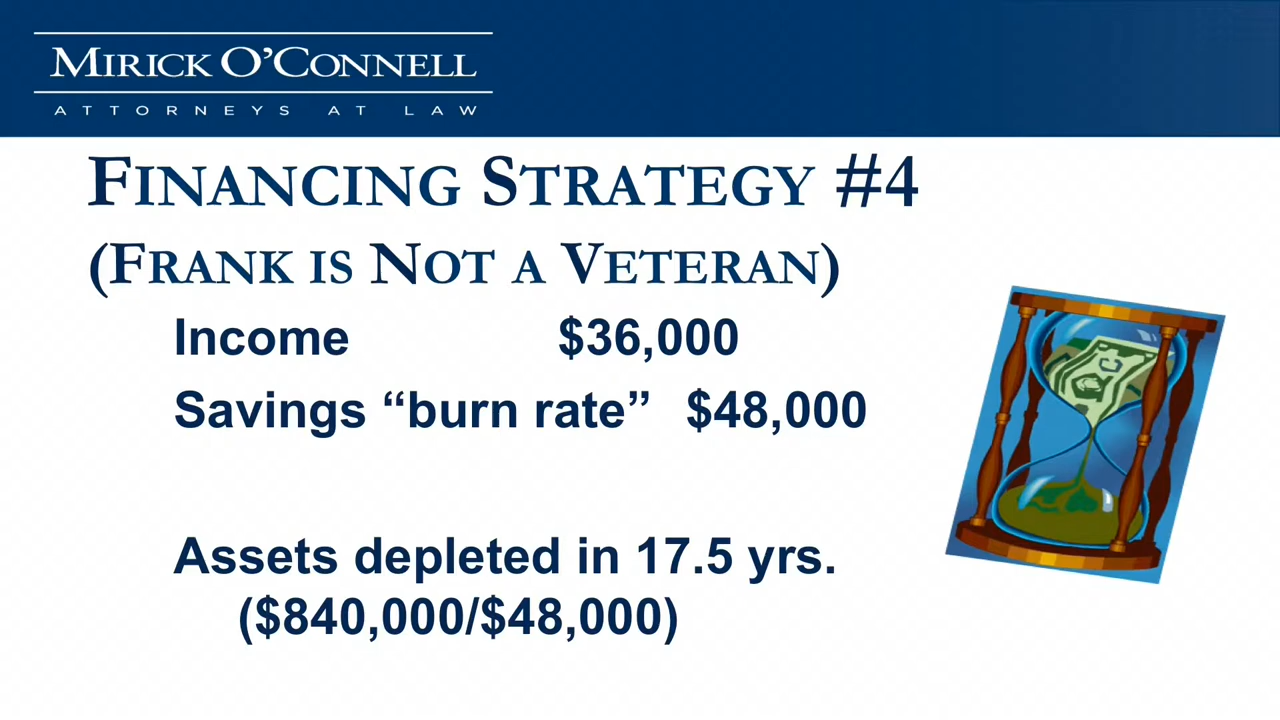 MIRICK O’CONNELL
ATTORNEYS AT LAW
FINANCING STRATEGY #4
(FRANK IS NOT A VETERAN)
Income $36,000
Savings “burn rate” $48,000
Assets depleted in 17.5 yrs.
($840,000/$48,000)